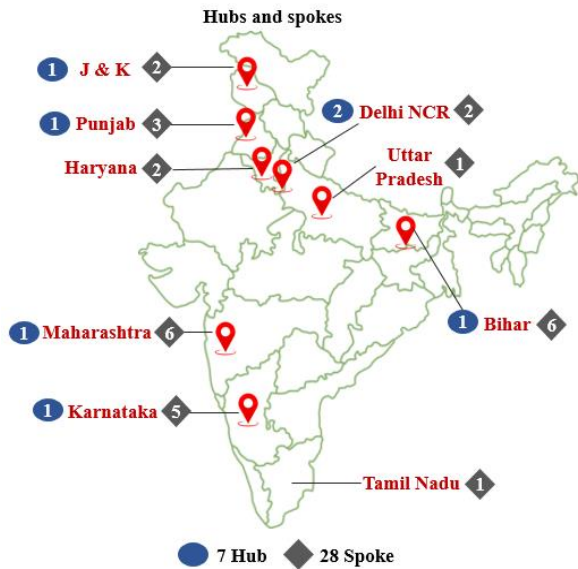 Hubs and spokes
1 J & K 2
1 Punjab 3
2 Delhi NCR 2
Haryana 2
Uttar
Pradesh 1
1 Maharashtra 6
1 Bihar 6
1 Karnataka 5
Tamil Nadu 1
7 Hub 28 Spoke